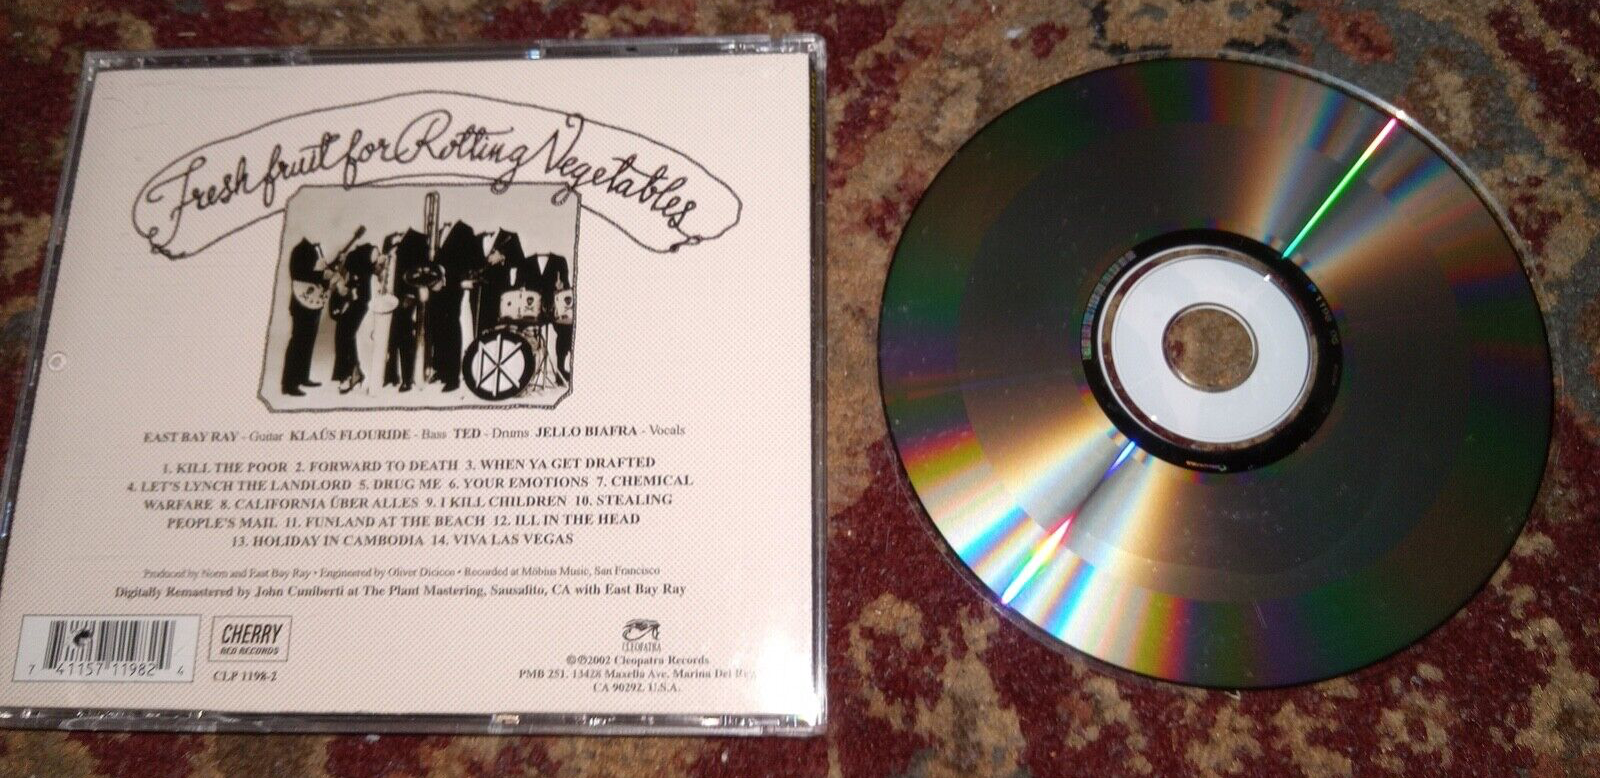 Fresh fruit for Rotting Vegetables
DK
EAST BAY RAY - Guitar KLAUS FLOURIDE - Bass TED - Drums JELLO BIAFRA - Vocals
1. KILL THE POOR 2. FORWARD TO DEATH 3. WHEN YA GET DRAFTED
4. LET'S LYNCH THE LANDLORD 5. DRUG ME 6. YOUR EMOTIONS 7. CHEMICAL
WARFARE 8. CALIFORNIA ÜBER ALLES 9. I KILL CHILDREN 10. STEALING
PEOPLE'S MAIL 11. FUNLAND AT THE BEACH 12. ILL IN THE HEAD
13. HOLIDAY IN CAMBODIA 14. VIVA LAS VEGAS
Produced by Norm and East Bay Ray • Engineered by Oliver Dicicco • Recorded at Möbius Music, San Francisco
Digitally Remastered by John Cuniberti at The Plant Mastering, Sausalito, CA with East Bay Ray
7 41157 11982 4
CHERRY
RED RECORDS
CLP 1198-2
CLEOPATRA
©℗2002 Cleopatra Records
PMB 251. 13428 Maxella Ave. Marina Del
CA 90292. U.S.A.